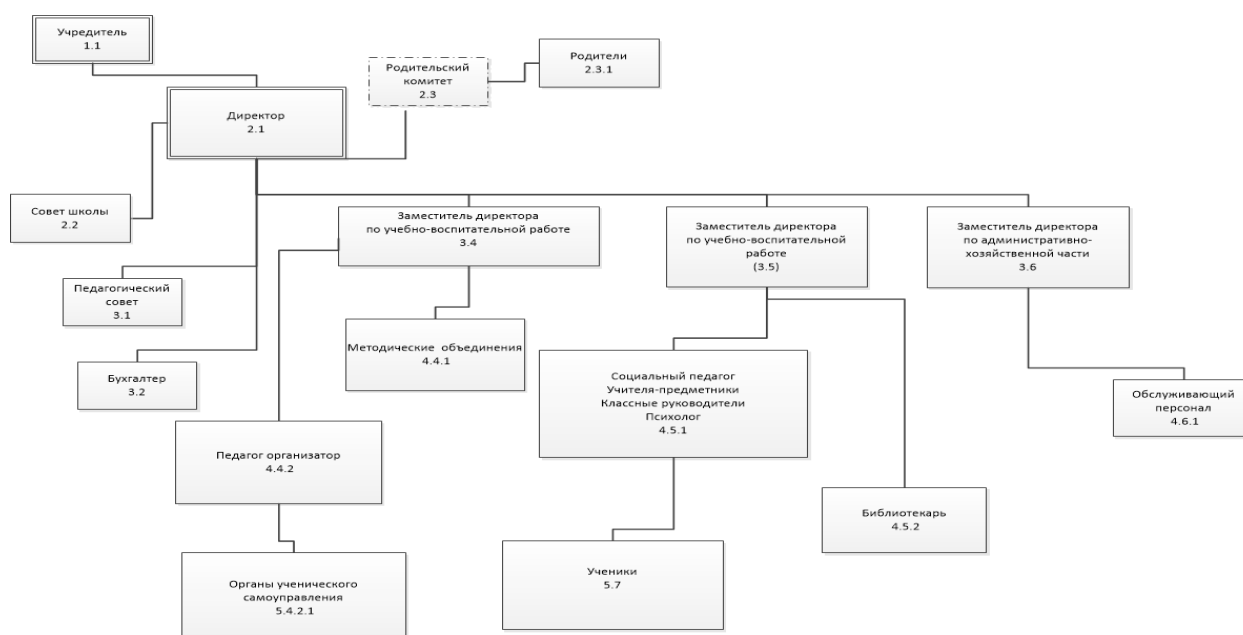 Учредитель
1.1
Родительский
комитет
2.3
Родители
2.3.1
Директор
2.1
Совет школы
2.2
Заместитель директора
по учебно-воспитательной работе
3.4
Заместитель директора
по учебно-воспитательной
работе
(3.5)
Заместитель директора
по административно-
хозяйственной части
3.6
Педагогический
совет
3.1
Методические объединения
4.4.1
Бухгалтер
3.2
Социальный педагог
Учителя-предметники
Классные руководители
Психолог
4.5.1
Обслуживающий
персонал
4.6.1
Педагог организатор
4.4.2
Библиотекарь
4.5.2
Органы ученического
самоуправления
5.4.2.1
Ученики
5.7